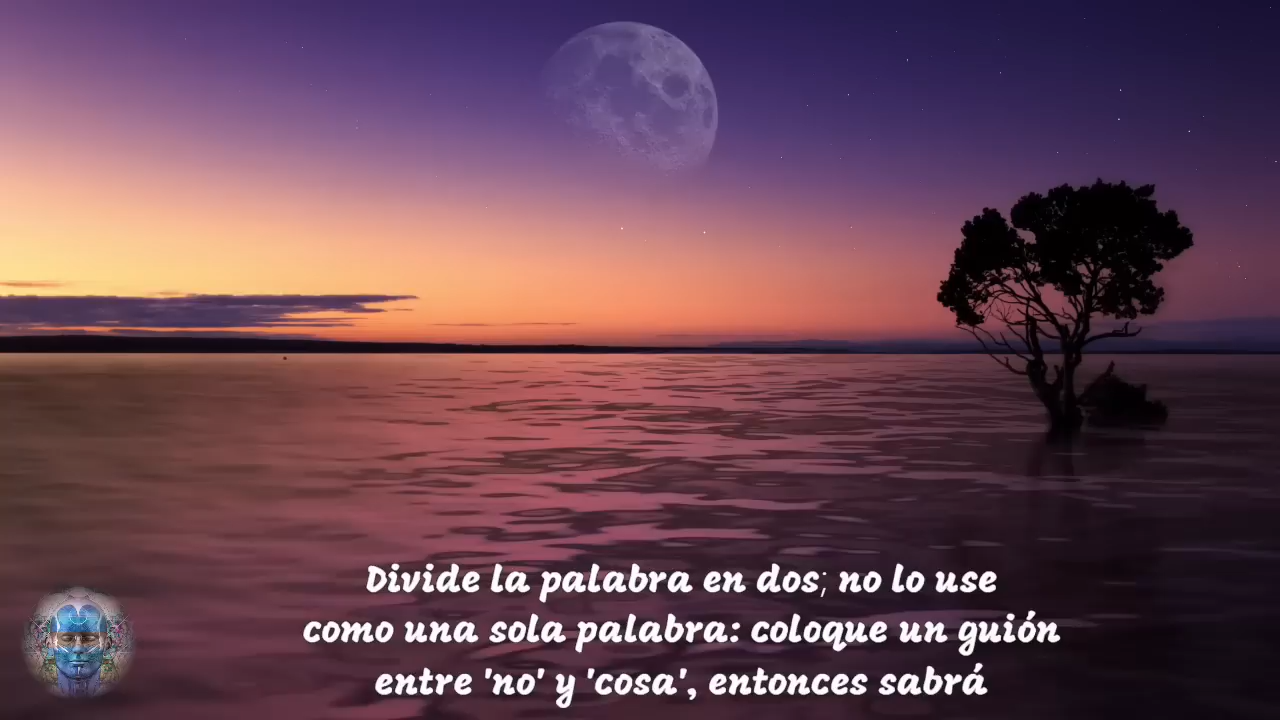 Divide la palabra en dos; no lo use
como una sola palabra: coloque un guión
entre 'no' y 'cosa', entonces sabrá